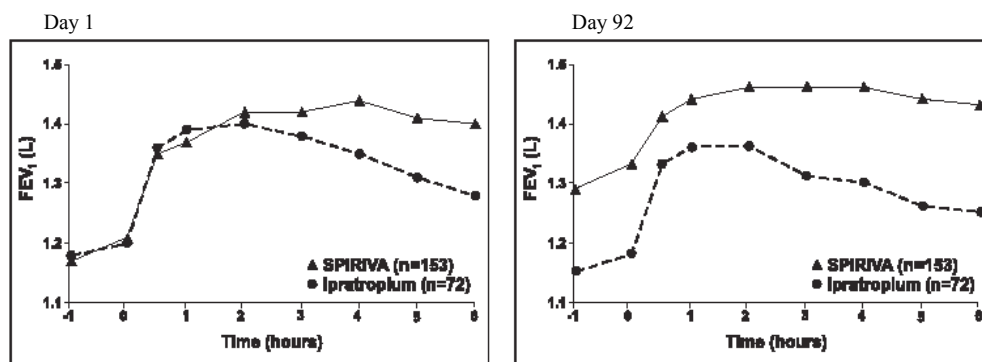 Day 1
1.5
1.4
1.3
1.2
1.1
FEV1 (L)
-1 0 1 2 3 4 5 6
Time (hours)
SPIRIVA (n=153)
Ipratropium (n=72)
Day 92
1.5
1.4
1.3
1.2
1.1
FEV1 (L)
-1 0 1 2 3 4 5 6
Time (hours)
SPIRIVA (n=153)
Ipratropium (n=72)